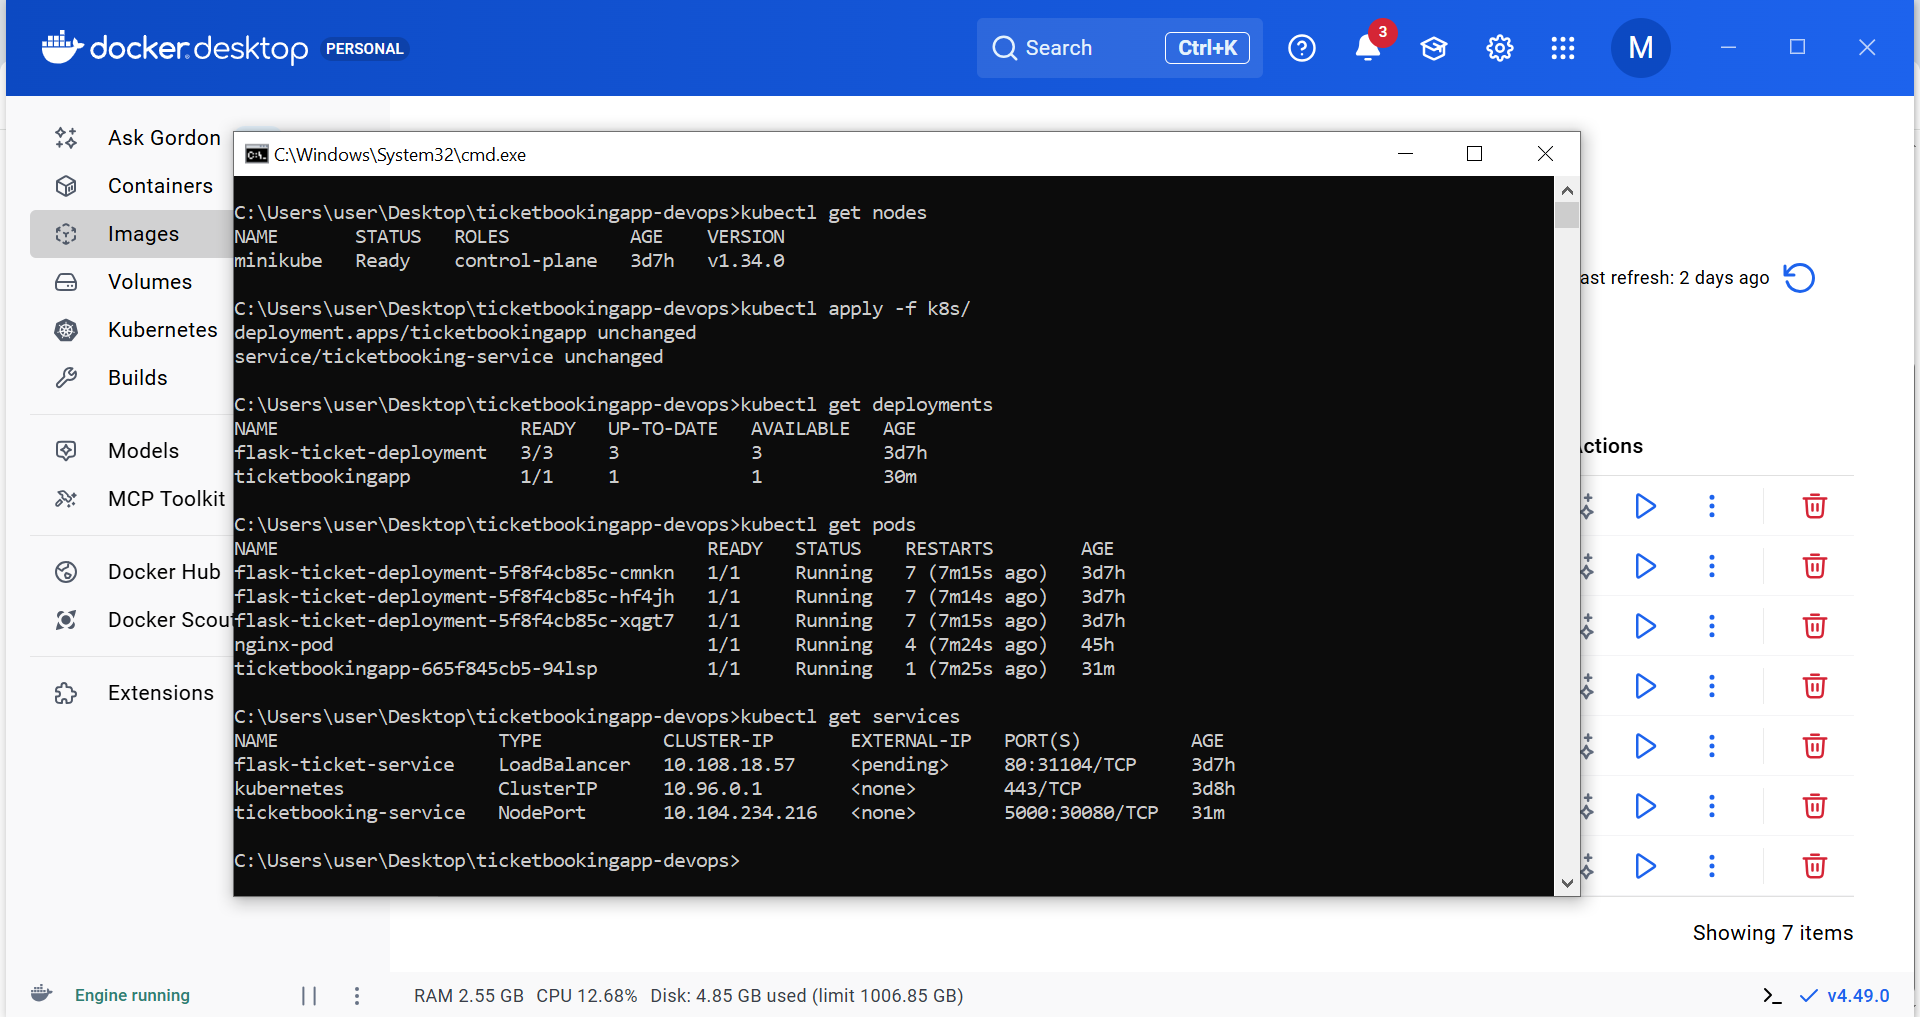 docker.desktop PERSONAL
Search Ctrl+K
3
M
Ask Gordon
Containers
Images
Volumes
Kubernetes
Builds
Models
MCP Toolkit
Docker Hub
Docker Scou
Extensions
C:\Windows\System32\cmd.exe
C:\Users\user\Desktop\ticketbookingapp-devops>kubectl get nodes
NAME STATUS ROLES AGE VERSION
minikube Ready control-plane 3d7h v1.34.0
C:\Users\user\Desktop\ticketbookingapp-devops>kubectl apply -f k8s/
deployment.apps/ticketbookingapp unchanged
service/ticketbooking-service unchanged
C:\Users\user\Desktop\ticketbookingapp-devops>kubectl get deployments
NAME READY UP-TO-DATE AVAILABLE AGE
flask-ticket-deployment 3/3 3 3 3d7h
ticketbookingapp 1/1 1 1 30m
C:\Users\user\Desktop\ticketbookingapp-devops>kubectl get pods
NAME READY STATUS RESTARTS AGE
flask-ticket-deployment-5f8f4cb85c-cmnkn 1/1 Running 7 (7m15s ago) 3d7h
flask-ticket-deployment-5f8f4cb85c-hf4jh 1/1 Running 7 (7m14s ago) 3d7h
flask-ticket-deployment-5f8f4cb85c-xqgt7 1/1 Running 7 (7m15s ago) 3d7h
nginx-pod 1/1 Running 4 (7m24s ago) 45h
ticketbookingapp-665f845cb5-94lsp 1/1 Running 1 (7m25s ago) 31m
C:\Users\user\Desktop\ticketbookingapp-devops>kubectl get services
NAME TYPE CLUSTER-IP EXTERNAL-IP PORT(S) AGE
flask-ticket-service LoadBalancer 10.108.18.57 <pending> 80:31104/TCP 3d7h
kubernetes ClusterIP 10.96.0.1 <none> 443/TCP 3d8h
ticketbooking-service NodePort 10.104.234.216 <none> 5000:30080/TCP 31m
C:\Users\user\Desktop\ticketbookingapp-devops>
ast refresh: 2 days ago
ctions
Showing 7 items
Engine running
RAM 2.55 GB CPU 12.68% Disk: 4.85 GB used (limit 1006.85 GB)
v4.49.0